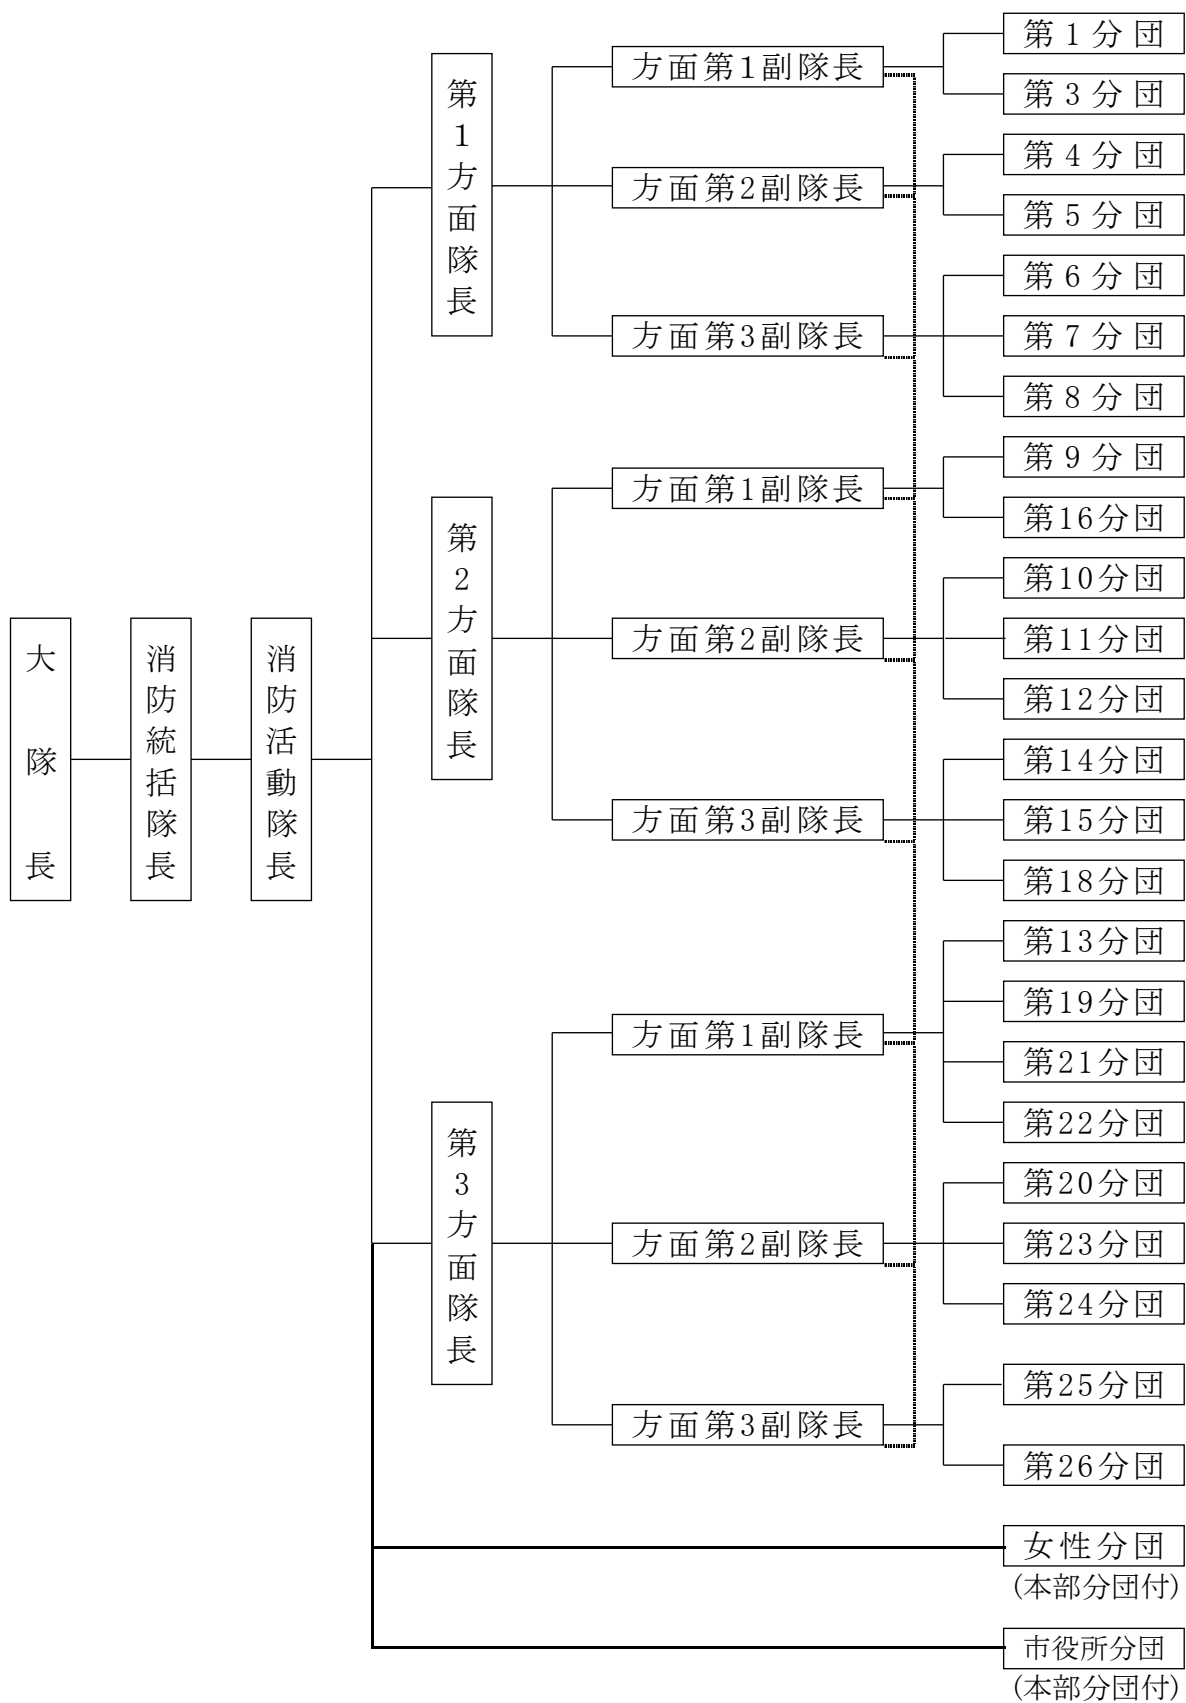 大隊長
消防統括隊長
消防活動隊長
第1方面隊長
方面第1副隊長
第1分団
第3分団
方面第2副隊長
第4分団
第5分団
方面第3副隊長
第6分団
第7分団
第8分団
第2方面隊長
方面第1副隊長
第9分団
第16分団
方面第2副隊長
第10分団
第11分団
第12分団
方面第3副隊長
第14分団
第15分団
第18分団
第3方面隊長
方面第1副隊長
第13分団
第19分団
第21分団
第22分団
方面第2副隊長
第20分団
第23分団
第24分団
方面第3副隊長
第25分団
第26分団
女性分団
(本部分団付)
市役所分団
(本部分団付)